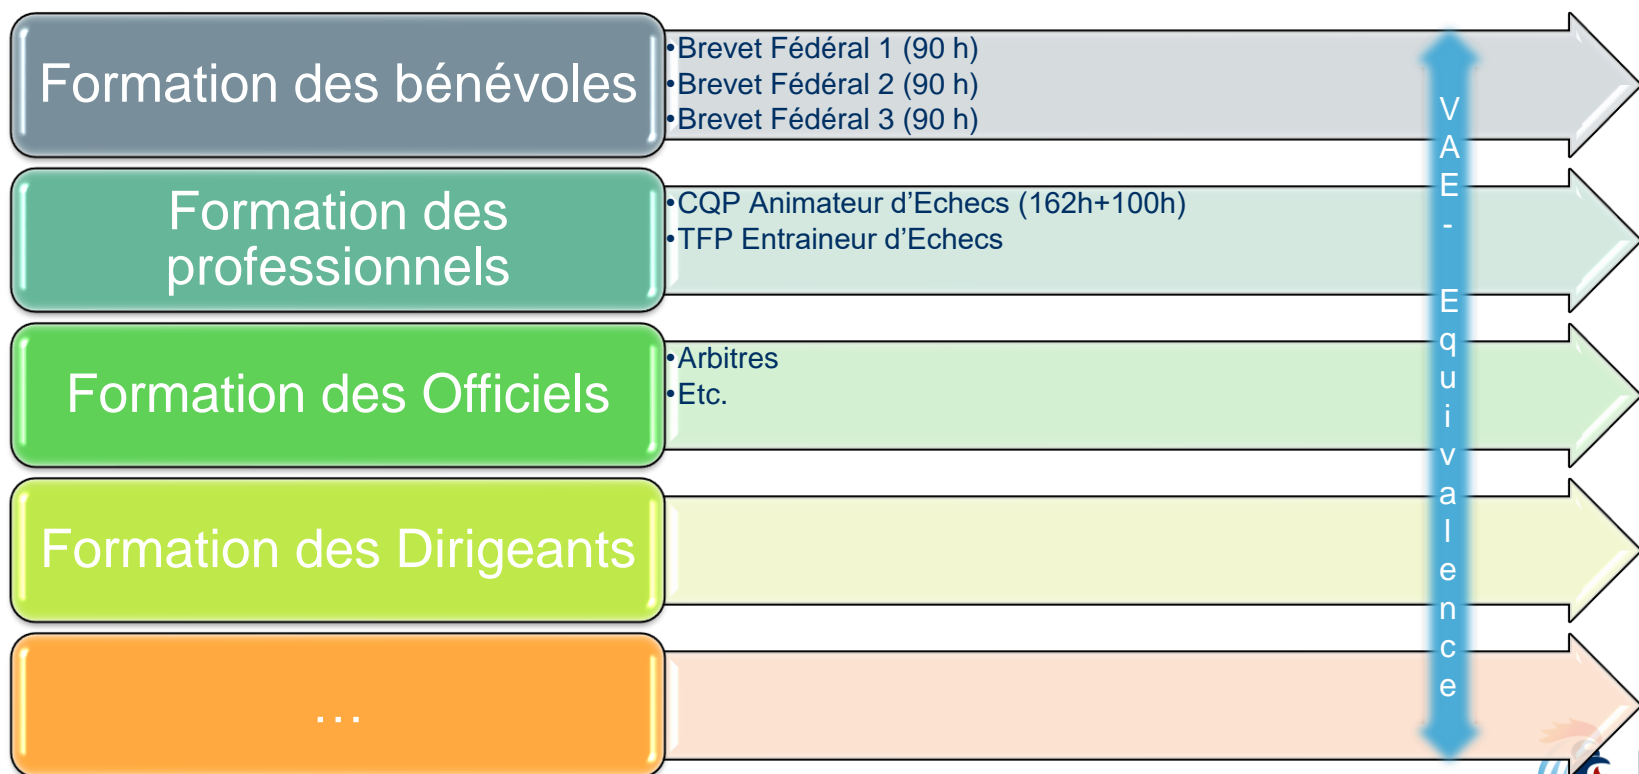 Formation des bénévoles
•Brevet Fédéral 1 (90 h)
•Brevet Fédéral 2 (90 h)
•Brevet Fédéral 3 (90 h)
Formation des
professionnels
•CQP Animateur d’Echecs (162h+100h)
•TFP Entraineur d’Echecs
Formation des Officiels
•Arbitres
•Etc.
Formation des Dirigeants
…
VAE - Equivalence